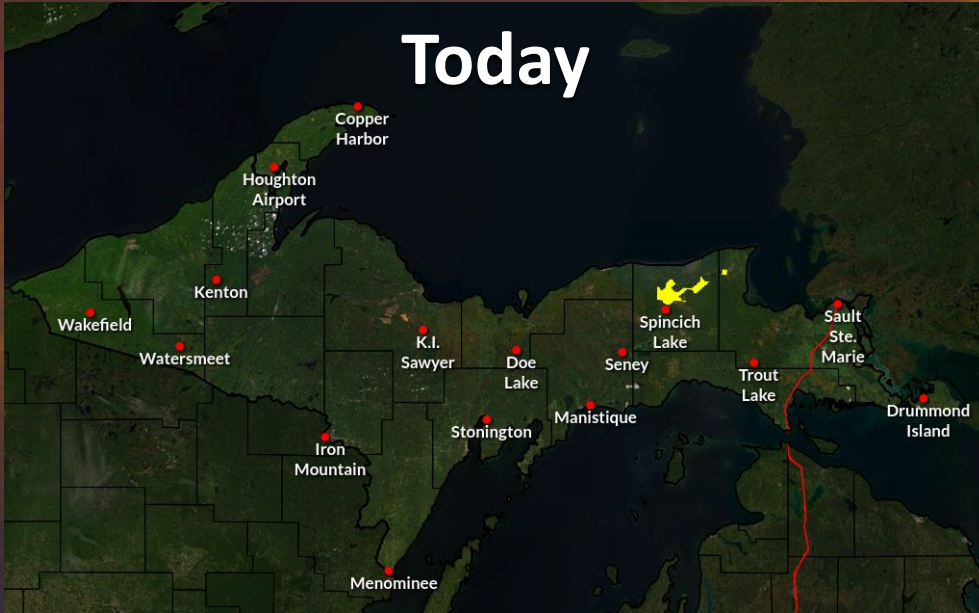 Today
Copper
Harbor
Houghton
Airport
Kenton
Wakefield
Watersmeet
K.I.
Sawyer
Doe
Lake
Seney
Spincich
Lake
Sault
Ste.
Marie
Trout
Lake
Drummond
Island
Manistique
Stonington
Iron
Mountain
Menominee